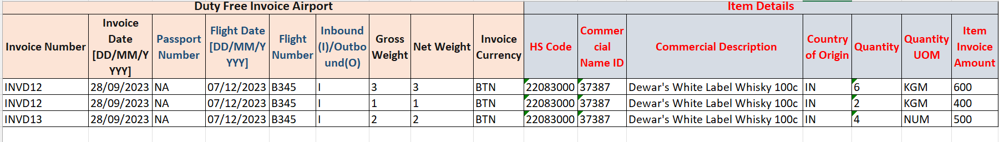 Duty Free Invoice Airport Item Details
Invoice Number Invoice Date [DD/MM/YYYY] Passport Number Flight Date [DD/MM/YYYY] Flight Number Inbound(I)/Outbound(O) Gross Weight Net Weight Invoice Currency HS Code Commercial Name ID Commercial Description Country of Origin Quantity Quantity UOM Item Invoice Amount
INVD12 28/09/2023 NA 07/12/2023 B345 I 3 3 BTN 22083000 37387 Dewar's White Label Whisky 100c IN 6 KGM 600
INVD12 28/09/2023 NA 07/12/2023 B345 I 1 1 BTN 22083000 37387 Dewar's White Label Whisky 100c IN 2 KGM 400
INVD13 28/09/2023 NA 07/12/2023 B345 I 2 2 BTN 22083000 37387 Dewar's White Label Whisky 100c IN 4 NUM 500